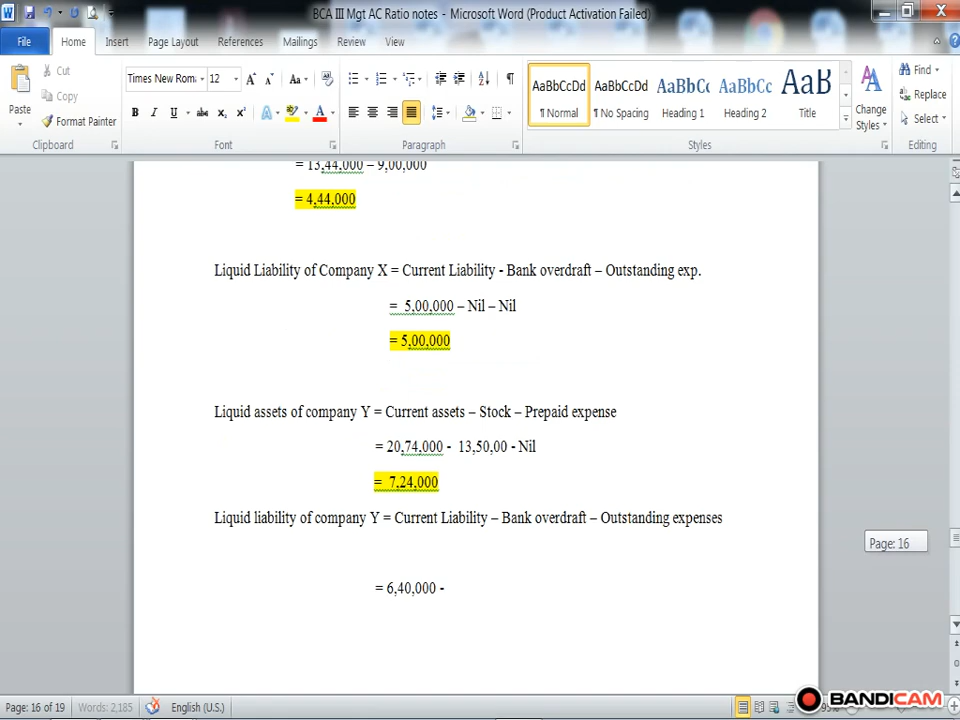 BCA III Mgt AC Ratio notes - Microsoft Word (Product Activation Failed)
File Home Insert Page Layout References Mailings Review View
Paste
Cut
Copy
Format Painter
Clipboard
Times New Rom 12
Font
Paragraph
AaBbCcDd AaBbCcDd AaBbCc AaBbCc AaB
¶ Normal ¶ No Spacing Heading 1 Heading 2 Title
Change Styles
Styles
Find
Replace
Select
Editing
= 13,44,000 – 9,00,000
= 4,44,000
Liquid Liability of Company X = Current Liability - Bank overdraft – Outstanding exp.
= 5,00,000 – Nil – Nil
= 5,00,000
Liquid assets of company Y = Current assets – Stock – Prepaid expense
= 20,74,000 - 13,50,00 - Nil
= 7,24,000
Liquid liability of company Y = Current Liability – Bank overdraft – Outstanding expenses
= 6,40,000 -
Page: 16
Page: 16 of 19 Words: 2,185 English (U.S.)
BANDICAM